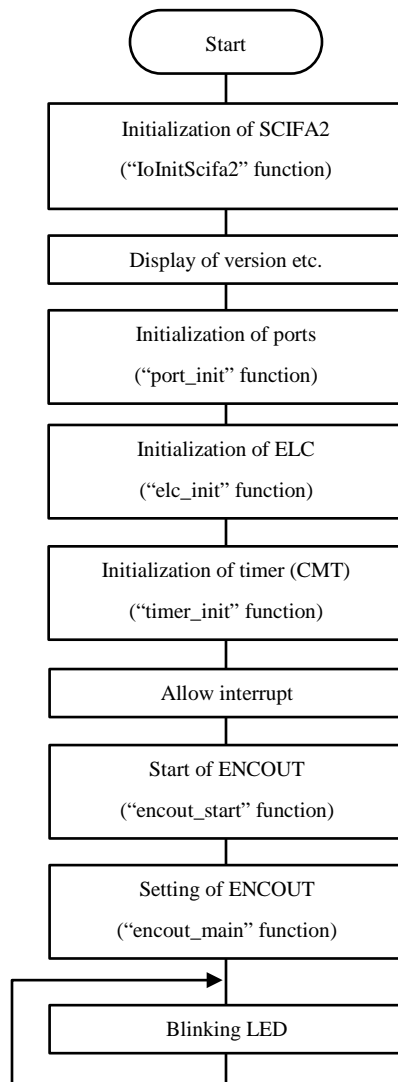 Start
Initialization of SCIFA2
(“IoInitScifa2” function)
Display of version etc.
Initialization of ports
(“port_init” function)
Initialization of ELC
(“elc_init” function)
Initialization of timer (CMT)
(“timer_init” function)
Allow interrupt
Start of ENCOUT
(“encout_start” function)
Setting of ENCOUT
(“encout_main” function)
Blinking LED